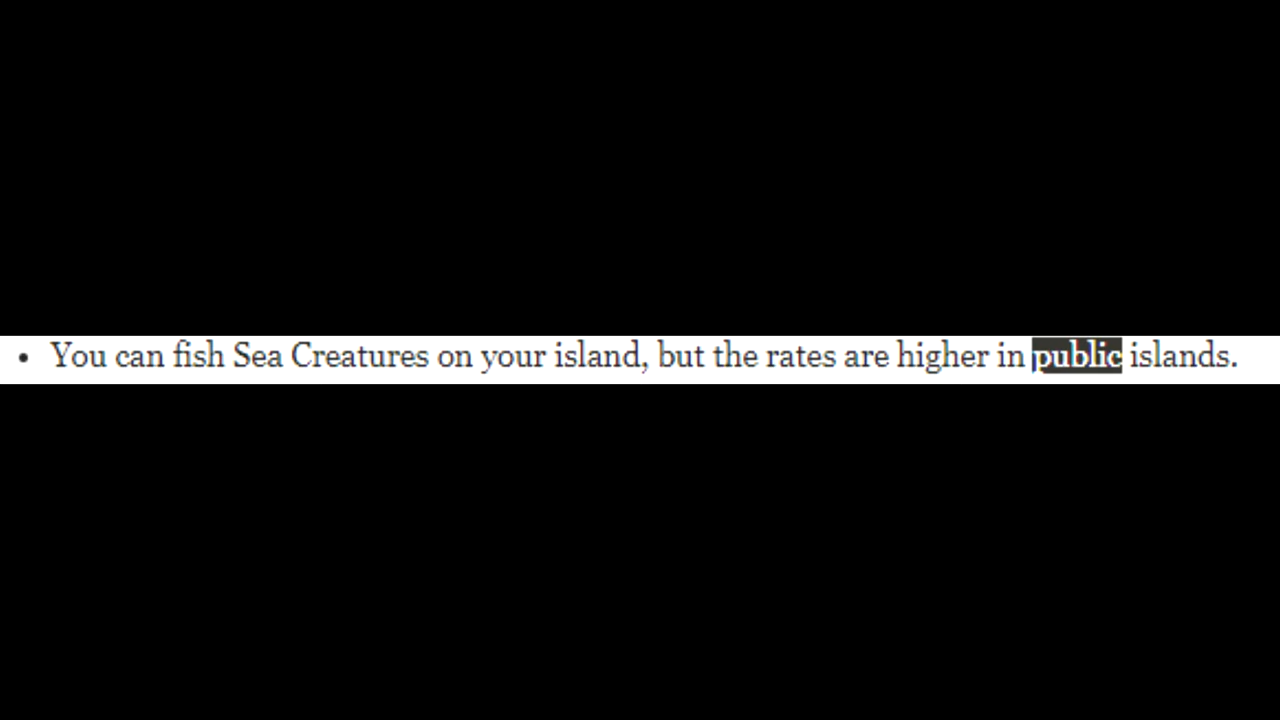 • You can fish Sea Creatures on your island, but the rates are higher in public islands.